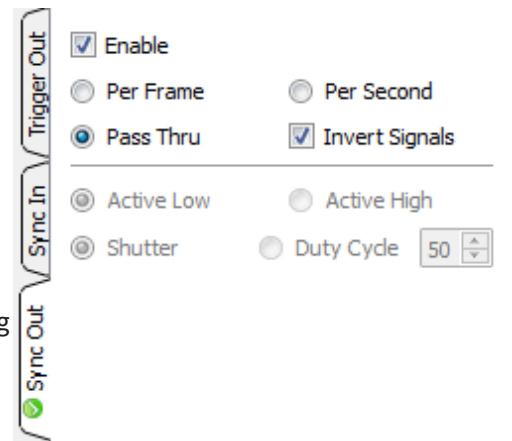 Trigger Out
Enable
Per Frame
Per Second
Pass Thru
Invert Signals
Sync In
Active Low
Active High
Shutter
Duty Cycle 50
g
Sync Out